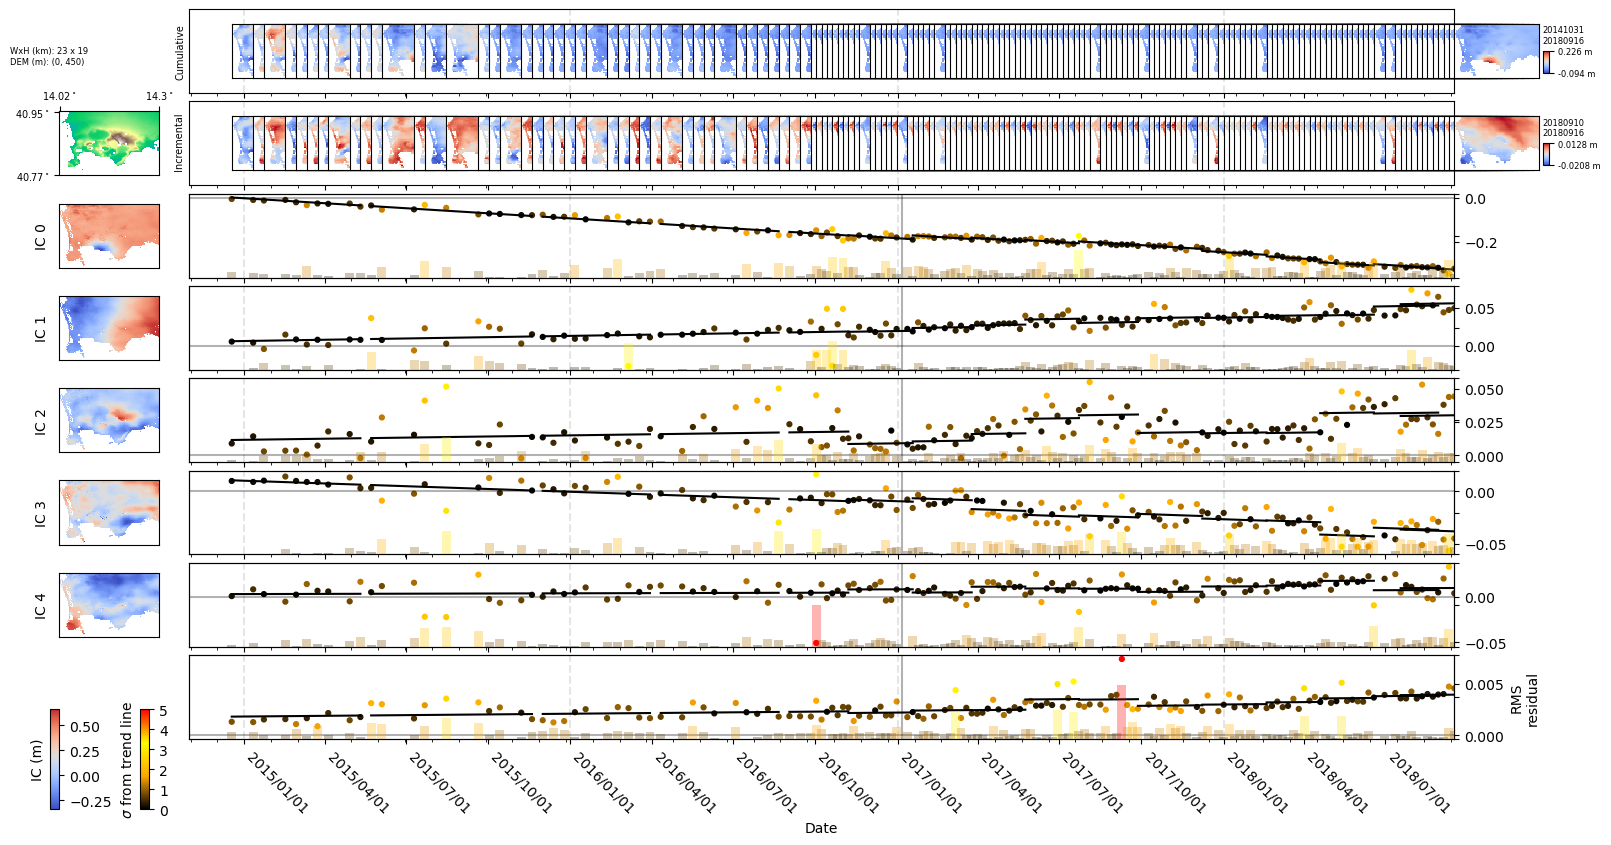 WxH (km): 23 x 19
DEM (m): (0, 450)
14.02°
14.3°
40.95°
40.77°
Cumulative
20141031
20180916
0.226 m
-0.094 m
Incremental
20180910
20180916
0.0128 m
-0.0208 m
IC 0
0.0
−0.2
IC 1
0.05
0.00
IC 2
0.050
0.025
0.000
IC 3
0.00
−0.05
IC 4
0.00
−0.05
0.005
0.000
RMS
residual
IC (m)
0.50
0.25
0.00
−0.25
σ from trend line
5
4
3
2
1
0
2015/01/01
2015/04/01
2015/07/01
2015/10/01
2016/01/01
2016/04/01
2016/07/01
2016/10/01
2017/01/01
2017/04/01
2017/07/01
2017/10/01
2018/01/01
2018/04/01
2018/07/01
Date